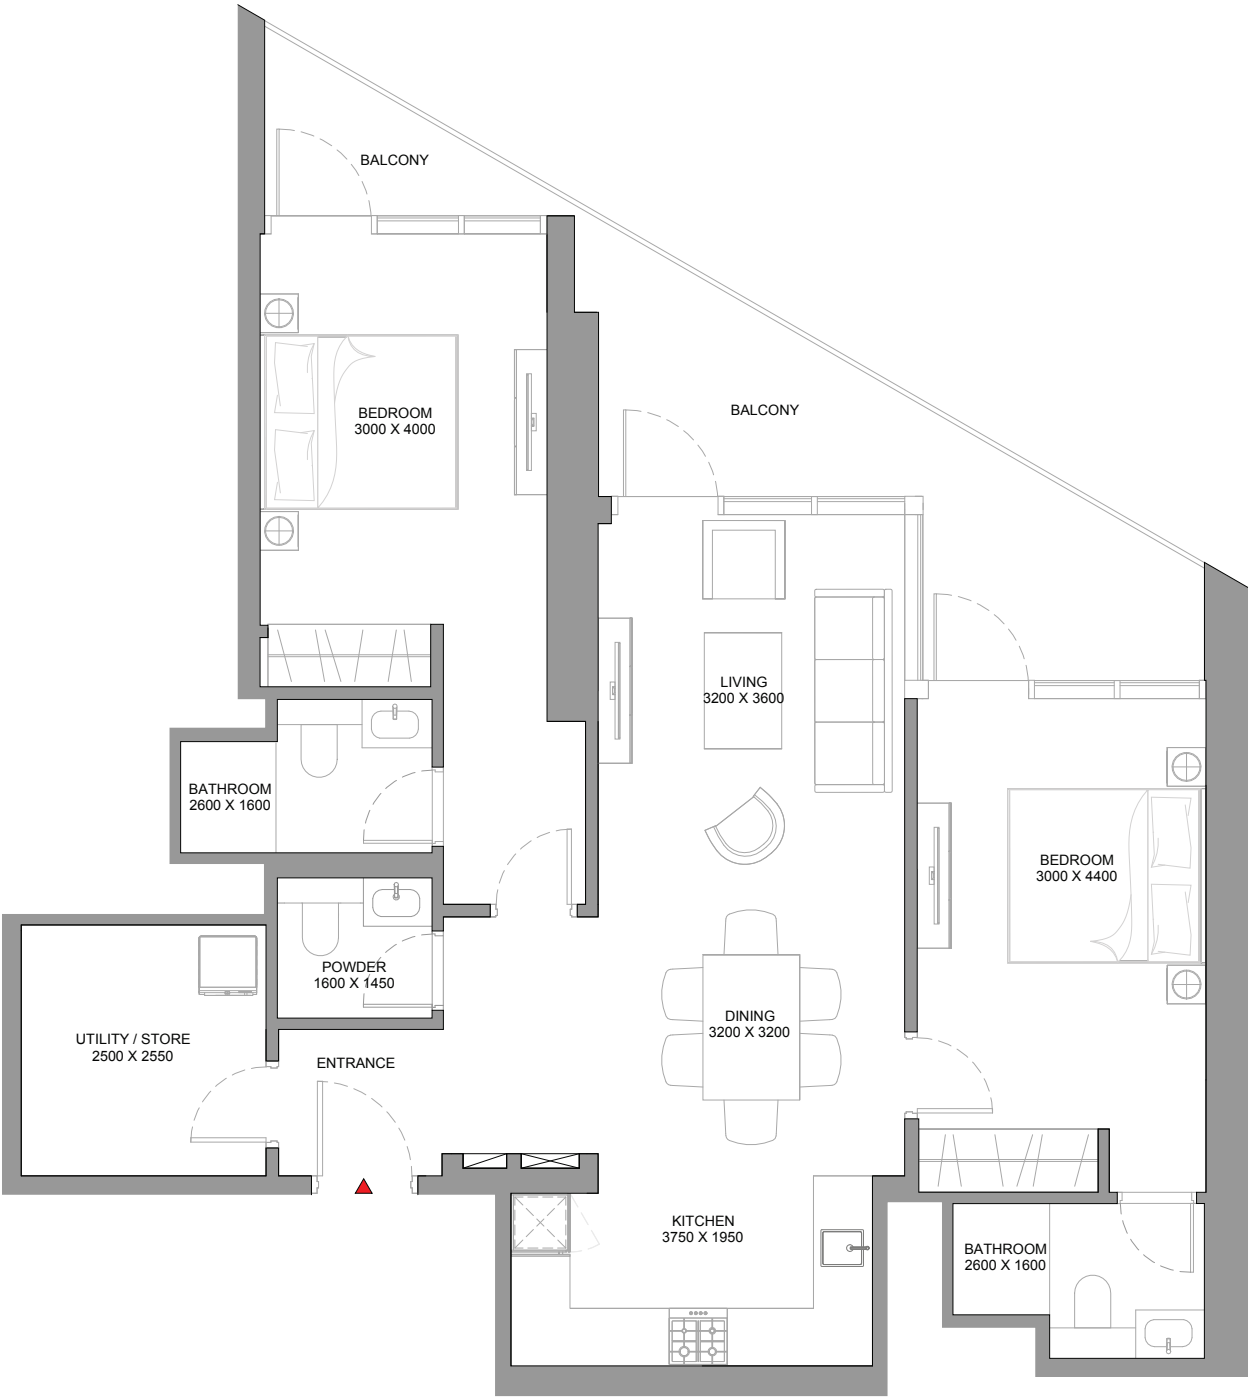 BALCONY
BEDROOM
3000 X 4000
BALCONY
LIVING
3200 X 3600
BATHROOM
2600 X 1600
BEDROOM
3000 X 4400
POWDER
1600 X 1450
DINING
3200 X 3200
UTILITY / STORE
2500 X 2550
ENTRANCE
KITCHEN
3750 X 1950
BATHROOM
2600 X 1600